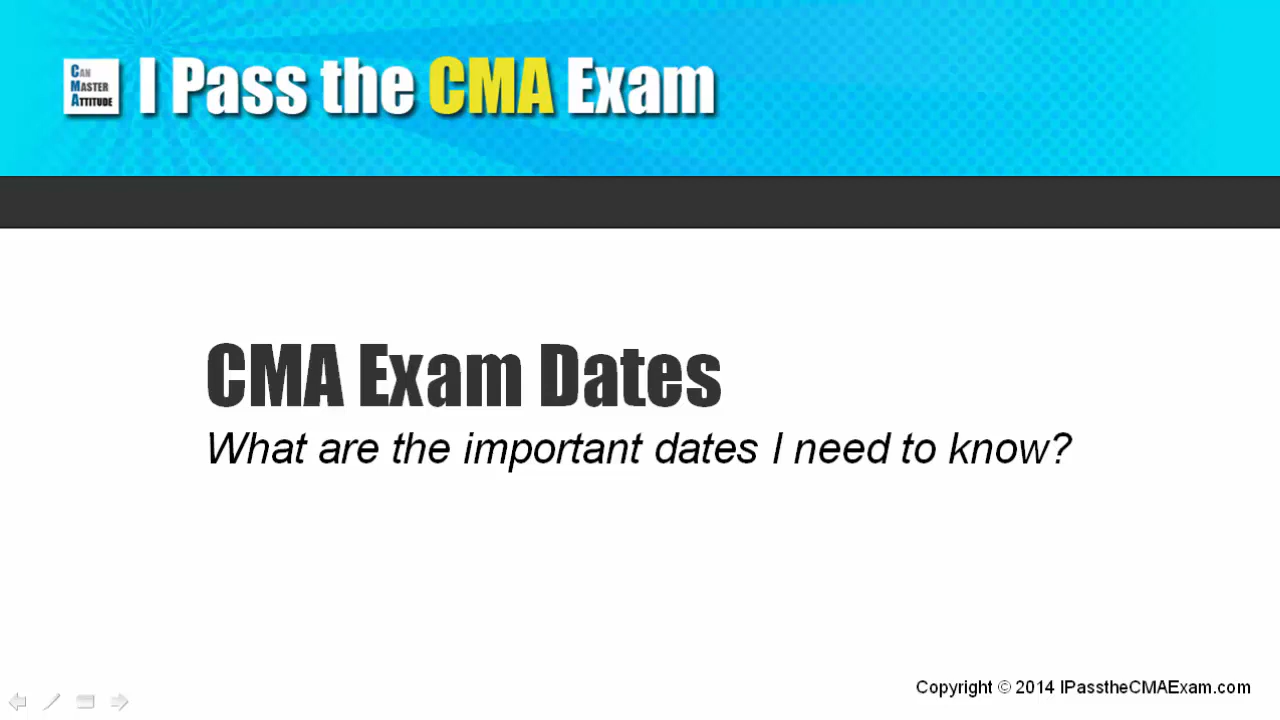 CAN
MASTER
ATTITUDE
I Pass the CMA Exam
CMA Exam Dates
What are the important dates I need to know?
Copyright © 2014 IPasstheCMAExam.com